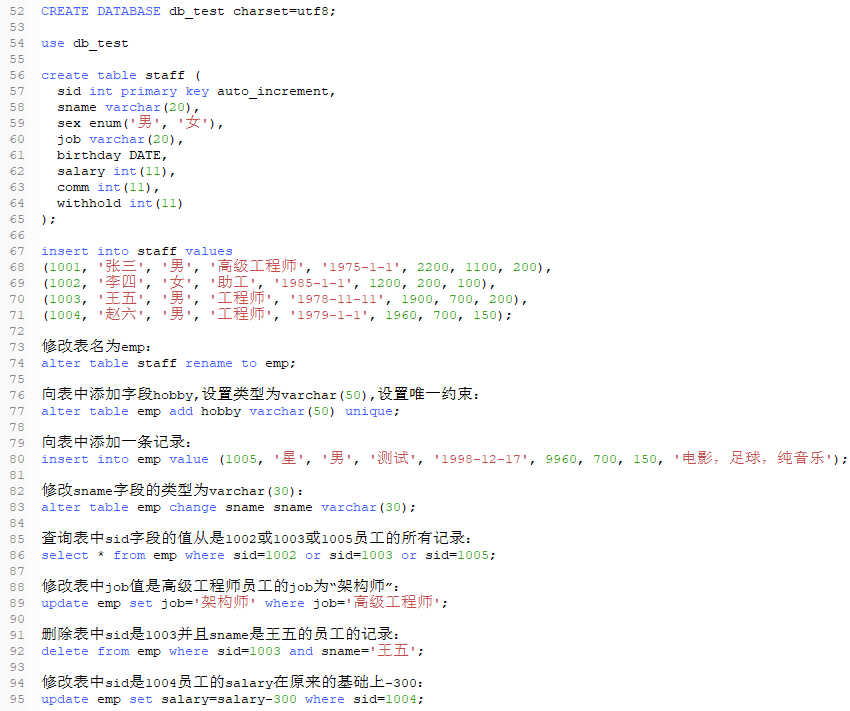 52 CREATE DATABASE db_test charset=utf8;
53
54 use db_test
55
56 create table staff (
57 sid int primary key auto_increment,
58 sname varchar(20),
59 sex enum('男', '女'),
60 job varchar(20),
61 birthday DATE,
62 salary int(11),
63 comm int(11),
64 withhold int(11)
65 );
66
67 insert into staff values
68 (1001, '张三', '男', '高级工程师', '1975-1-1', 2200, 1100, 200),
69 (1002, '李四', '女', '助工', '1985-1-1', 1200, 200, 100),
70 (1003, '王五', '男', '工程师', '1978-11-11', 1900, 700, 200),
71 (1004, '赵六', '男', '工程师', '1979-1-1', 1960, 700, 150);
72
73 修改表名为emp：
74 alter table staff rename to emp;
75
76 向表中添加字段hobby,设置类型为varchar(50),设置唯一约束：
77 alter table emp add hobby varchar(50) unique;
78
79 向表中添加一条记录：
80 insert into emp value (1005, '星', '男', '测试', '1998-12-17', 9960, 700, 150, '电影，足球，纯音乐');
81
82 修改sname字段的类型为varchar(30)：
83 alter table emp change sname sname varchar(30);
84
85 查询表中sid字段的值从是1002或1003或1005员工的所有记录：
86 select * from emp where sid=1002 or sid=1003 or sid=1005;
87
88 修改表中job值是高级工程师员工的job为“架构师”：
89 update emp set job='架构师' where job='高级工程师';
90
91 删除表中sid是1003并且sname是王五的员工的记录：
92 delete from emp where sid=1003 and sname='王五';
93
94 修改表中sid是1004员工的salary在原来的基础上-300：
95 update emp set salary=salary-300 where sid=1004;